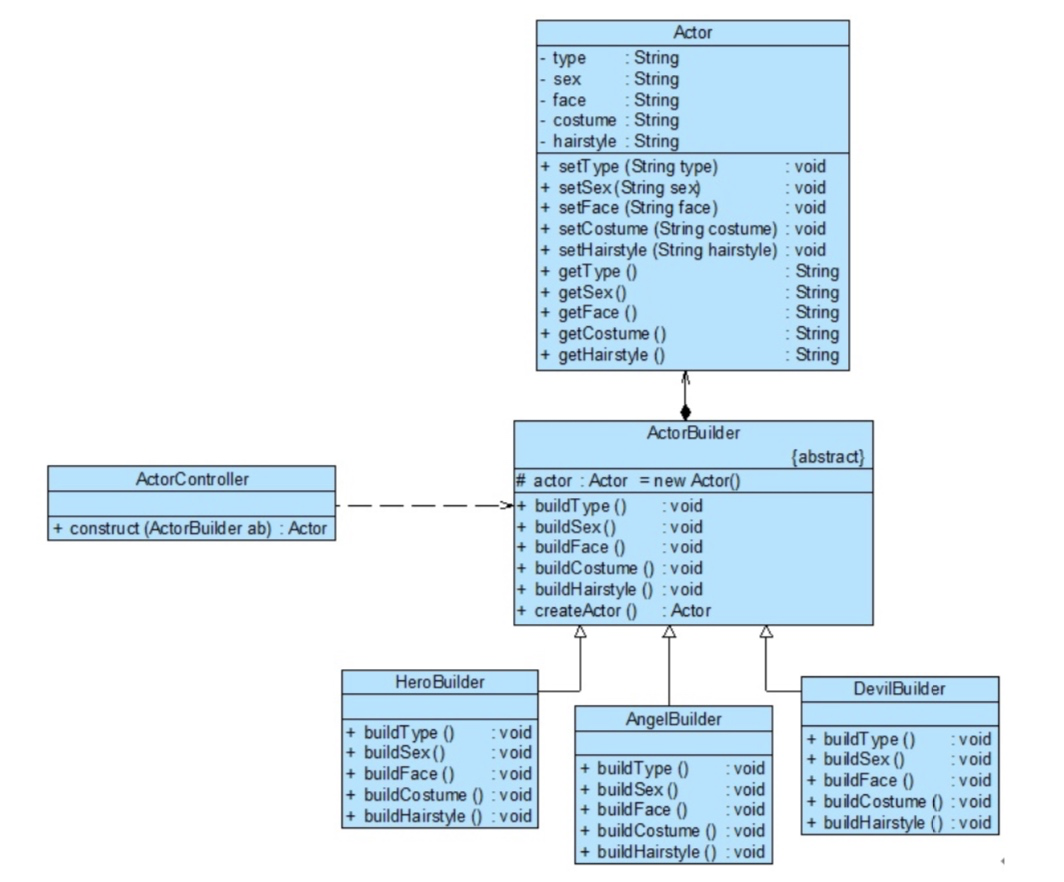 Actor
- type : String
- sex : String
- face : String
- costume : String
- hairstyle : String
+ setType (String type) : void
+ setSex (String sex) : void
+ setFace (String face) : void
+ setCostume (String costume) : void
+ setHairstyle (String hairstyle) : void
+ getType () : String
+ getSex () : String
+ getFace () : String
+ getCostume () : String
+ getHairstyle () : String
ActorBuilder
{abstract}
# actor : Actor = new Actor()
+ buildType () : void
+ buildSex () : void
+ buildFace () : void
+ buildCostume () : void
+ buildHairstyle () : void
+ createActor () : Actor
ActorController
+ construct (ActorBuilder ab) : Actor
HeroBuilder
+ buildType () : void
+ buildSex () : void
+ buildFace () : void
+ buildCostume () : void
+ buildHairstyle () : void
AngelBuilder
+ buildType () : void
+ buildSex () : void
+ buildFace () : void
+ buildCostume () : void
+ buildHairstyle () : void
DevilBuilder
+ buildType () : void
+ buildSex () : void
+ buildFace () : void
+ buildCostume () : void
+ buildHairstyle () : void